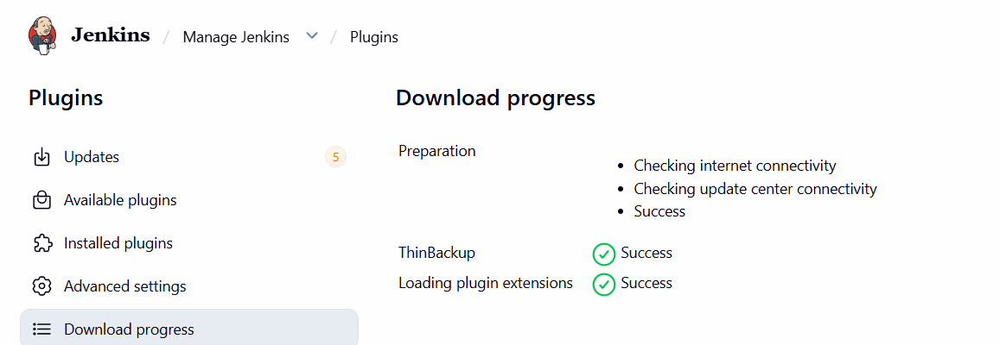 Jenkins / Manage Jenkins / Plugins
Plugins
Updates 5
Available plugins
Installed plugins
Advanced settings
Download progress
Download progress
Preparation
Checking internet connectivity
Checking update center connectivity
Success
ThinBackup Success
Loading plugin extensions Success